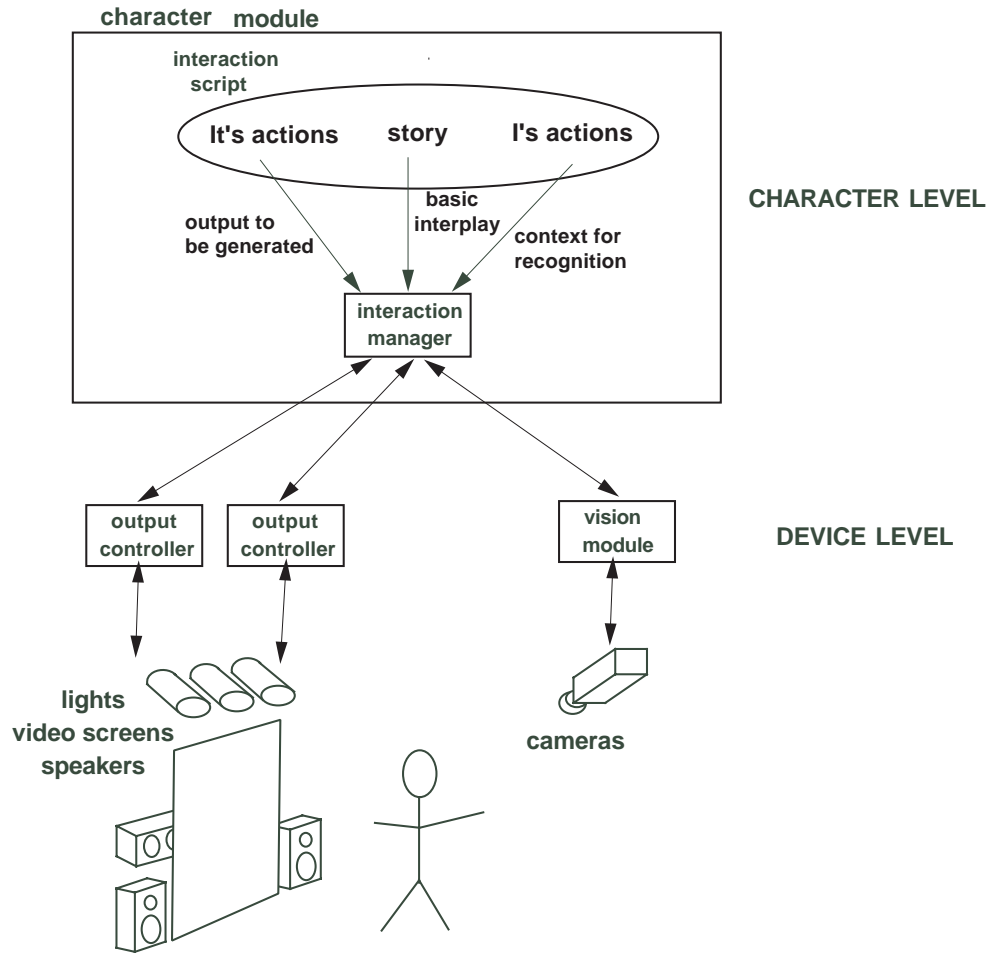 character module
interaction
script
It's actions story I's actions
CHARACTER LEVEL
basic
interplay
output to
be generated
context for
recognition
interaction
manager
output
controller
output
controller
vision
module
DEVICE LEVEL
lights
video screens
speakers
cameras